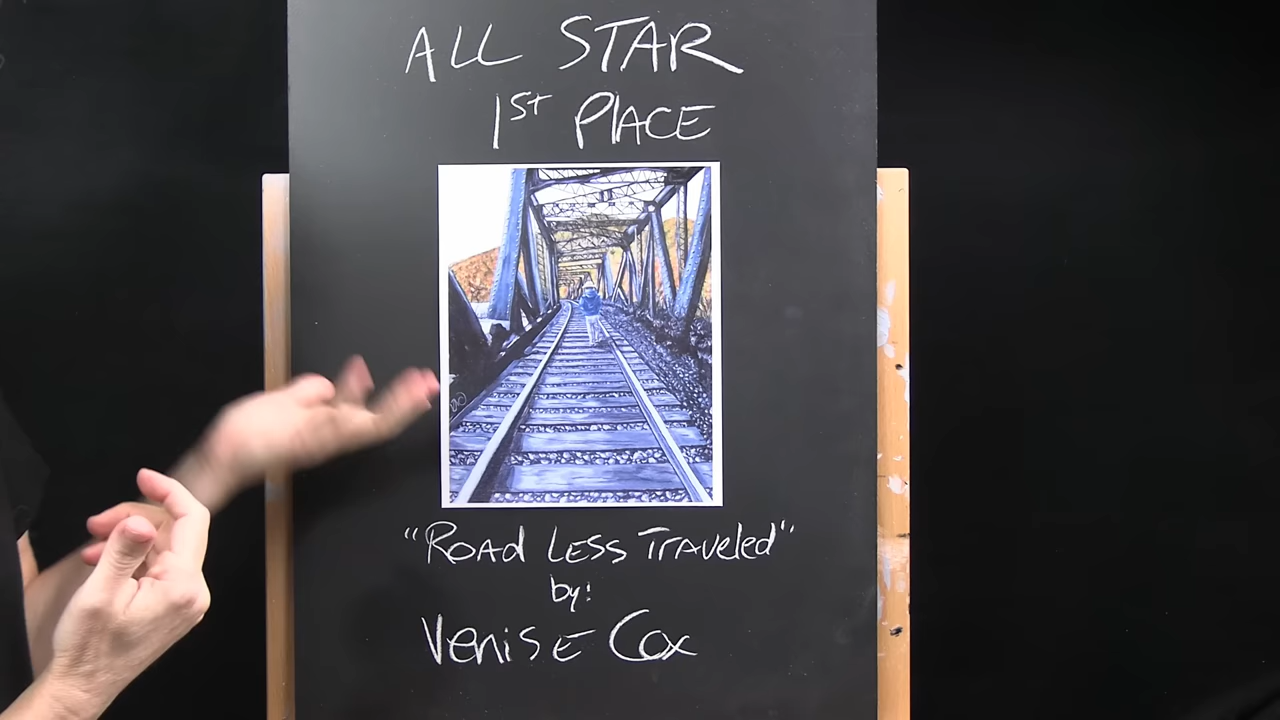 ALL STAR
1st PLACE
"ROAD LESS TRAVELED"
by:
VENISE COX